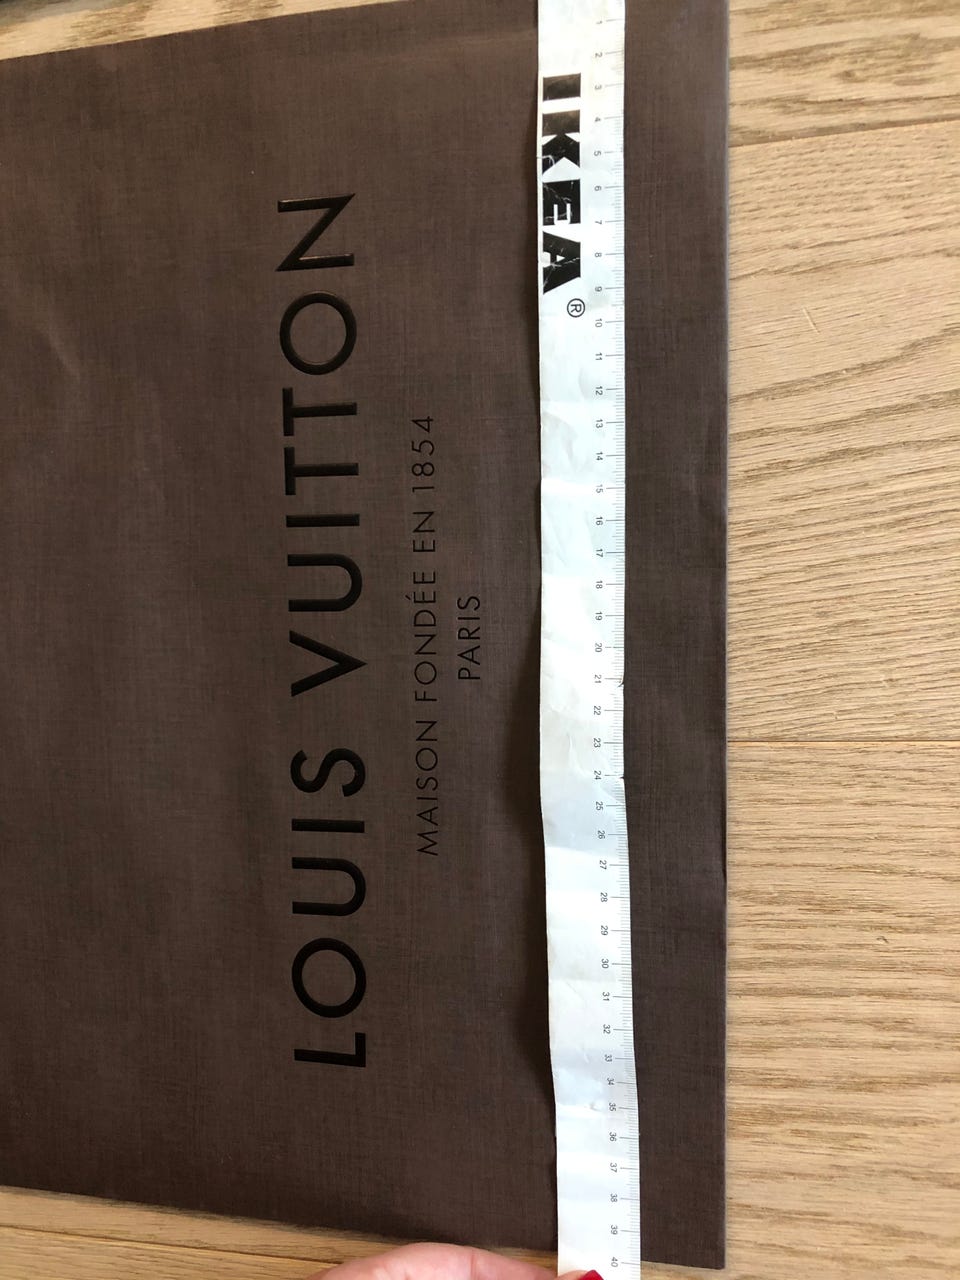 LOUIS VUITTON
MAISON FONDÉE EN 1854
PARIS
IKEA®
1 2 3 4 5 6 7 8 9 10 11 12 13 14 15 16 17 18 19 20 21 22 23 24 25 26 27 28 29 30 31 32 33 34 35 36 37 38 39 40